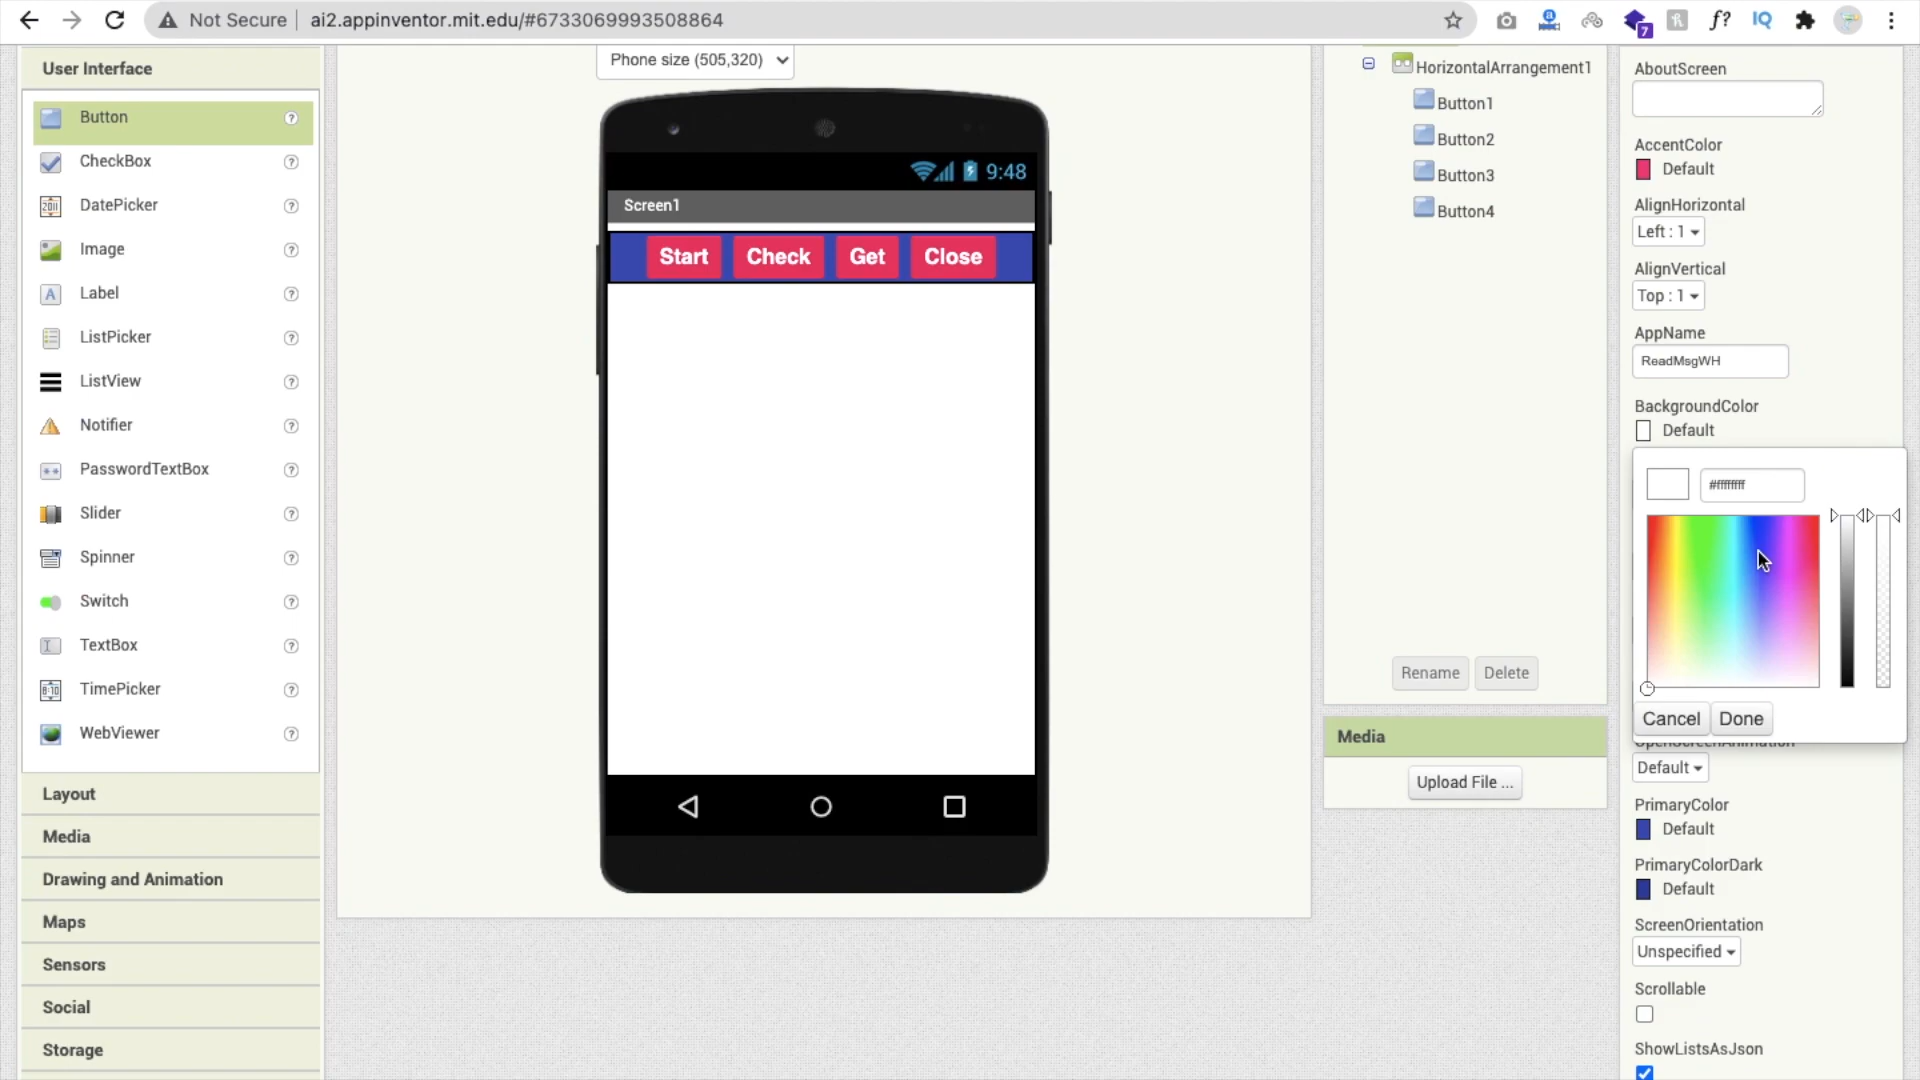 Not Secure
ai2.appinventor.mit.edu/#6733069993508864
7
f?
IQ
User Interface
Button
CheckBox
DatePicker
Image
Label
ListPicker
ListView
Notifier
PasswordTextBox
Slider
Spinner
Switch
TextBox
TimePicker
WebViewer
Layout
Media
Drawing and Animation
Maps
Sensors
Social
Storage
Phone size (505,320)
9:48
Screen1
Start
Check
Get
Close
HorizontalArrangement1
Button1
Button2
Button3
Button4
Rename
Delete
Media
Upload File ...
AboutScreen
AccentColor
Default
AlignHorizontal
Left : 1
AlignVertical
Top : 1
AppName
ReadMsgWH
BackgroundColor
Default
#ffffffff
Cancel
Done
OpenScreenAnimation
Default
PrimaryColor
Default
PrimaryColorDark
Default
ScreenOrientation
Unspecified
Scrollable
ShowListsAsJson